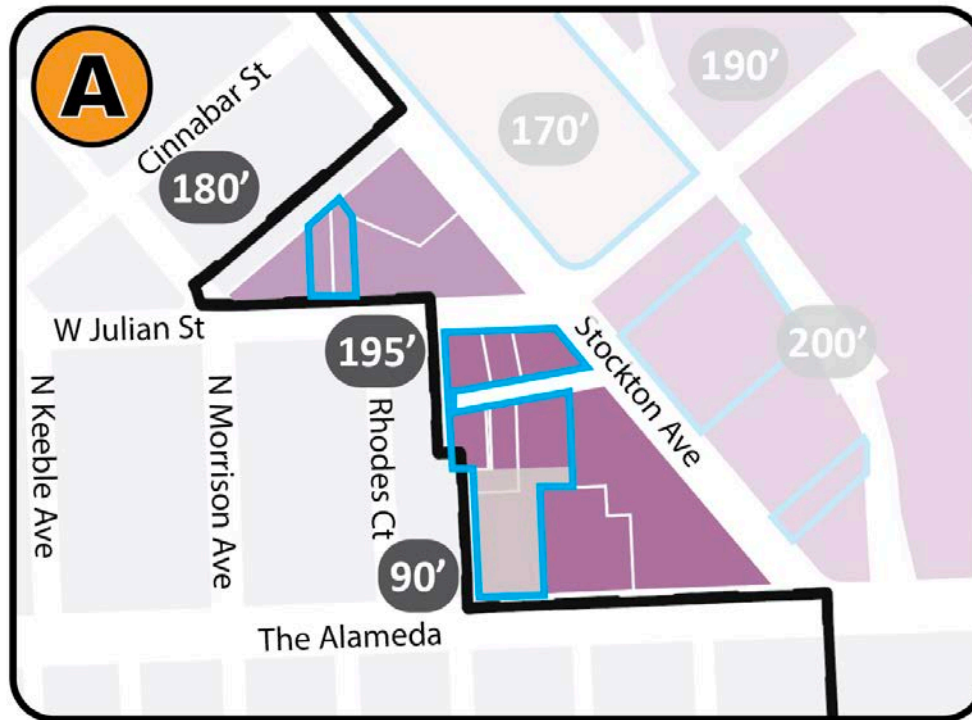 A
Cinnabar St
180’
170’
190’
W Julian St
195’
Stockton Ave
200’
N Keeble Ave
N Morrison Ave
Rhodes Ct
90’
The Alameda